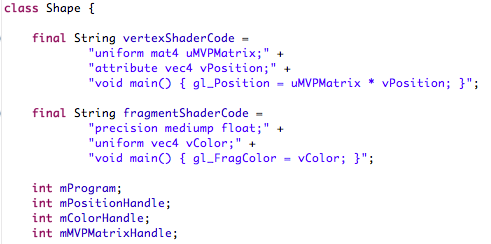 class Shape {
final String vertexShaderCode =
"uniform mat4 uMVPMatrix;" +
"attribute vec4 vPosition;" +
"void main() { gl_Position = uMVPMatrix * vPosition; }";
final String fragmentShaderCode =
"precision mediump float;" +
"uniform vec4 vColor;" +
"void main() { gl_FragColor = vColor; }";
int mProgram;
int mPositionHandle;
int mColorHandle;
int mMVPMatrixHandle;